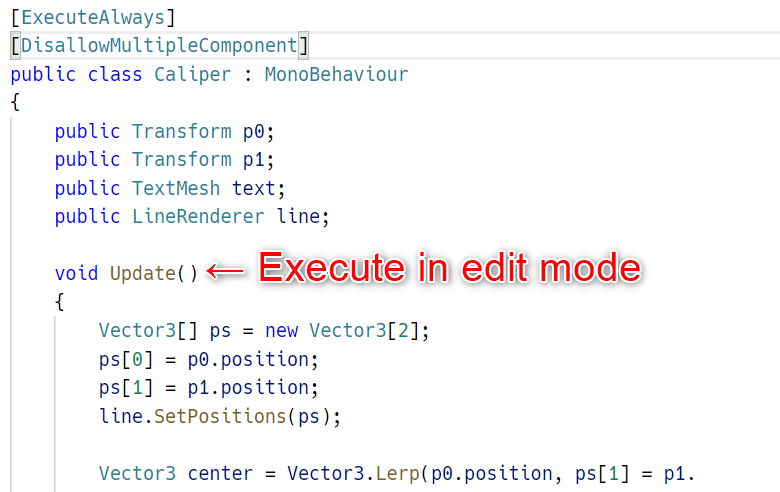 [ExecuteAlways]
[DisallowMultipleComponent]
public class Caliper : MonoBehaviour
{
    public Transform p0;
    public Transform p1;
    public TextMesh text;
    public LineRenderer line;
    void Update() ← Execute in edit mode
    {
        Vector3[] ps = new Vector3[2];
        ps[0] = p0.position;
        ps[1] = p1.position;
        line.SetPositions(ps);
        Vector3 center = Vector3.Lerp(p0.position, ps[1] = p1.